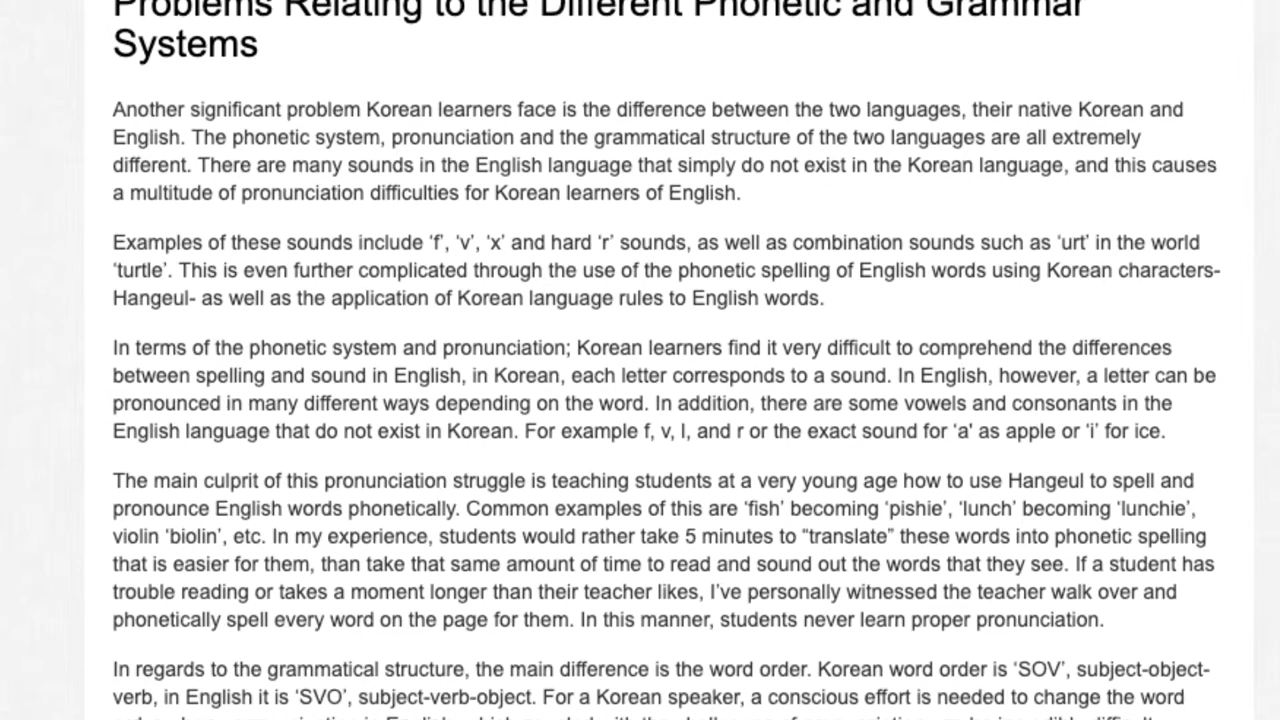 Problems Relating to the Different Phonetic and Grammar
Systems
Another significant problem Korean learners face is the difference between the two languages, their native Korean and
English. The phonetic system, pronunciation and the grammatical structure of the two languages are all extremely
different. There are many sounds in the English language that simply do not exist in the Korean language, and this causes
a multitude of pronunciation difficulties for Korean learners of English.
Examples of these sounds include ‘f’, ‘v’, ‘x’ and hard ‘r’ sounds, as well as combination sounds such as ‘urt’ in the world
‘turtle’. This is even further complicated through the use of the phonetic spelling of English words using Korean characters-
Hangeul- as well as the application of Korean language rules to English words.
In terms of the phonetic system and pronunciation; Korean learners find it very difficult to comprehend the differences
between spelling and sound in English, in Korean, each letter corresponds to a sound. In English, however, a letter can be
pronounced in many different ways depending on the word. In addition, there are some vowels and consonants in the
English language that do not exist in Korean. For example f, v, l, and r or the exact sound for ‘a’ as apple or ‘i’ for ice.
The main culprit of this pronunciation struggle is teaching students at a very young age how to use Hangeul to spell and
pronounce English words phonetically. Common examples of this are ‘fish’ becoming ‘pishie’, ‘lunch’ becoming ‘lunchie’,
violin ‘biolin’, etc. In my experience, students would rather take 5 minutes to “translate” these words into phonetic spelling
that is easier for them, than take that same amount of time to read and sound out the words that they see. If a student has
trouble reading or takes a moment longer than their teacher likes, I’ve personally witnessed the teacher walk over and
phonetically spell every word on the page for them. In this manner, students never learn proper pronunciation.
In regards to the grammatical structure, the main difference is the word order. Korean word order is ‘SOV’, subject-object-
verb, in English it is ‘SVO’, subject-verb-object. For a Korean speaker, a conscious effort is needed to change the word